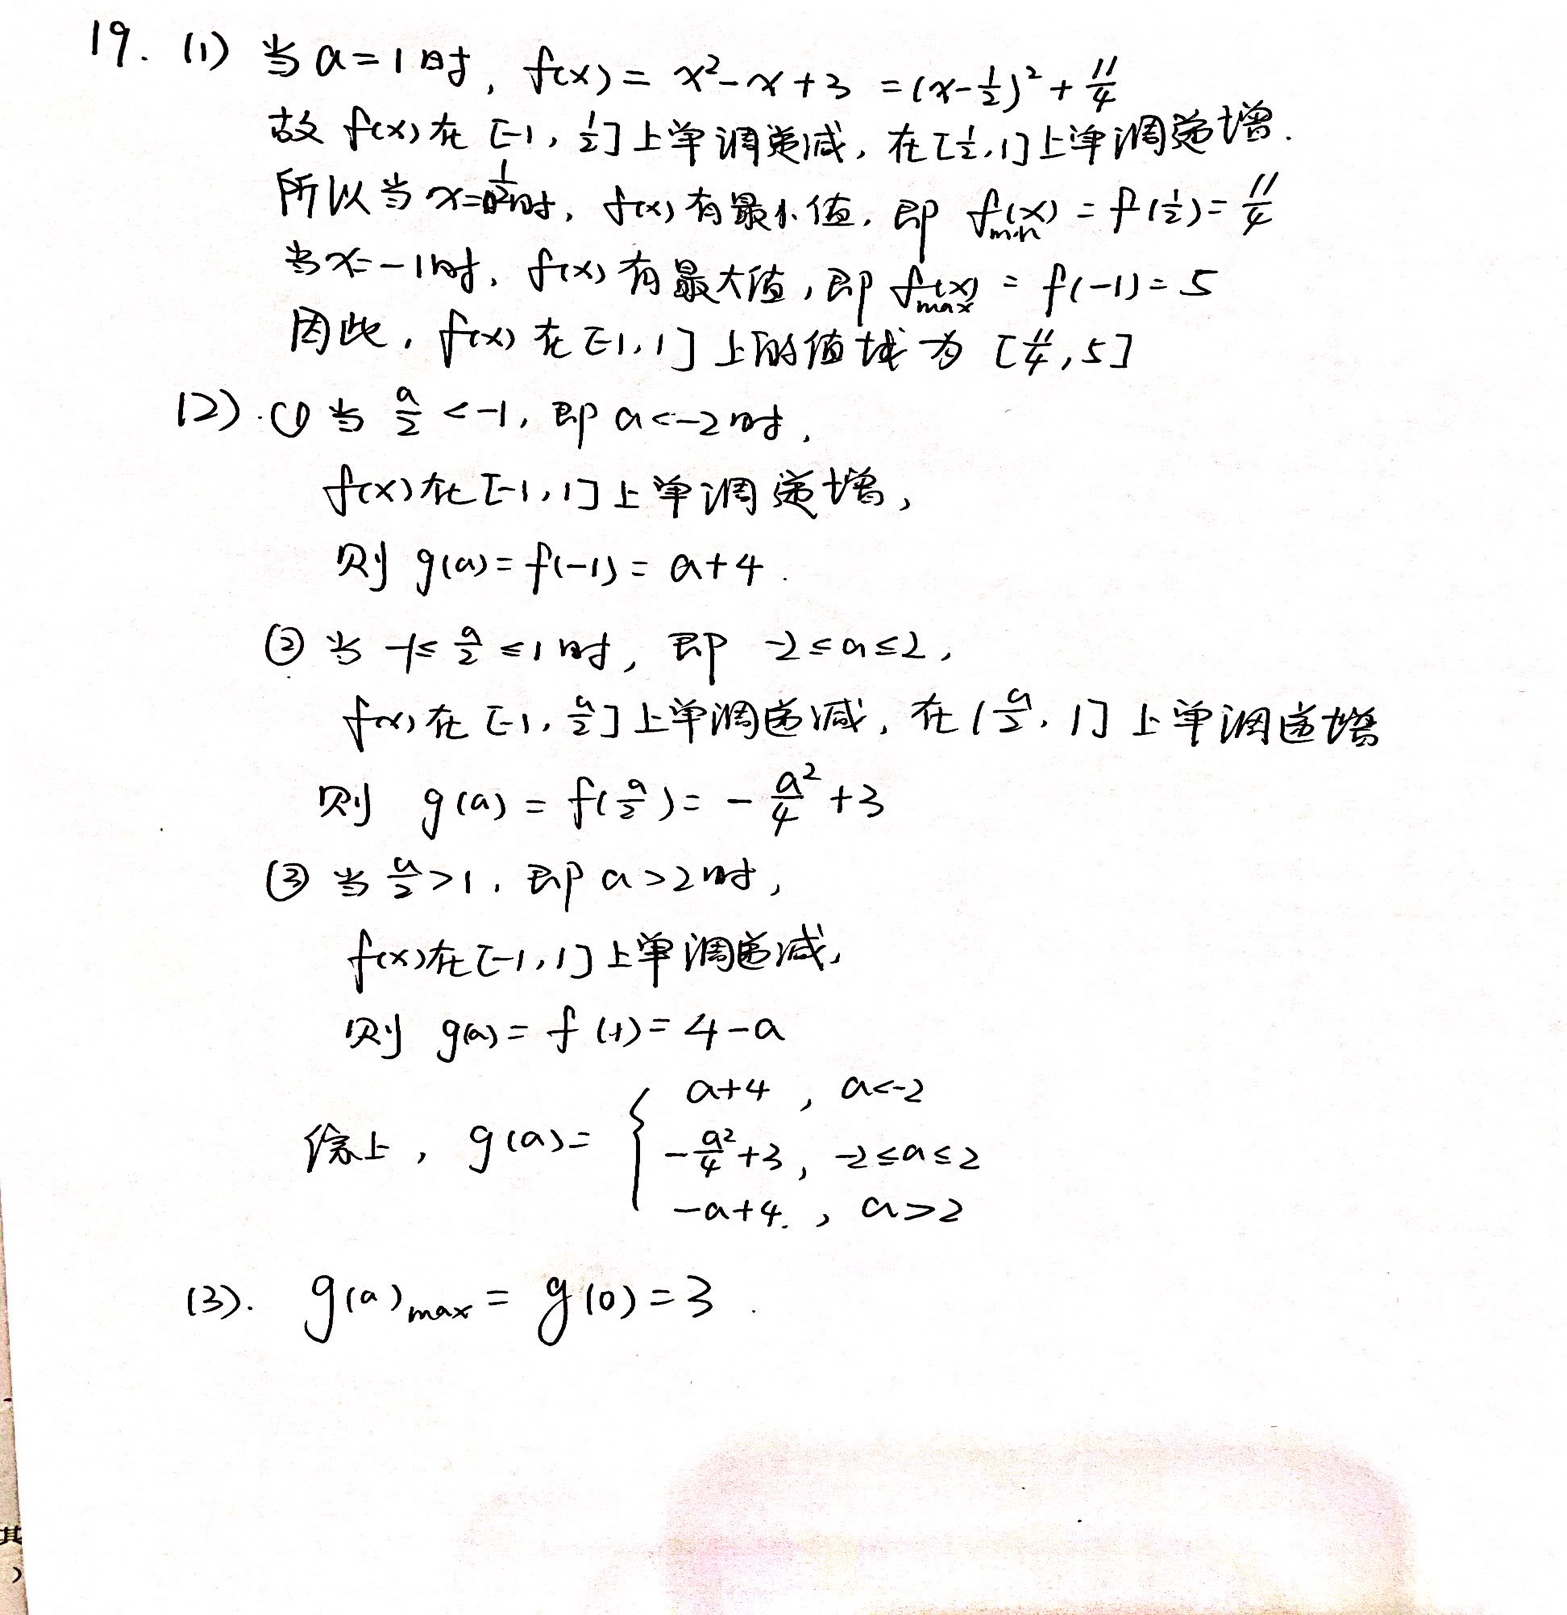 19. (1) 当 a=1时, f(x)= x²-x+3 =(x-1/2)²+11/4
故 f(x)在 [-1, 1/2]上单调递减, 在[1/2,1]上单调递增.
所以当 x=1/2时, f(x)有最小值, 即 f(x)min = f(1/2)= 11/4
当x=-1时, f(x)有最大值, 即 f(x)max = f(-1)= 5
因此, f(x) 在[-1,1]上的值域为 [11/4, 5]
(2).① 当 a/2 <-1, 即 a<-2时,
f(x)在[-1,1]上单调递增,
则 g(a)=f(-1)= a+4.
② 当 -1≤ a/2 ≤1时, 即 -2≤a≤2,
f(x)在 [-1, a/2]上单调递减, 在(a/2, 1]上单调递增
则 g(a) = f(a/2)= - a²/4 +3
③ 当 a/2>1, 即 a>2时,
f(x)在[-1,1]上单调递减,
则 g(a)= f(1)= 4-a
综上, g(a)= { a+4, a<-2
-a²/4+3, -2≤a≤2
-a+4., a>2
(3). g(a)max = g(0)=3.
其
)